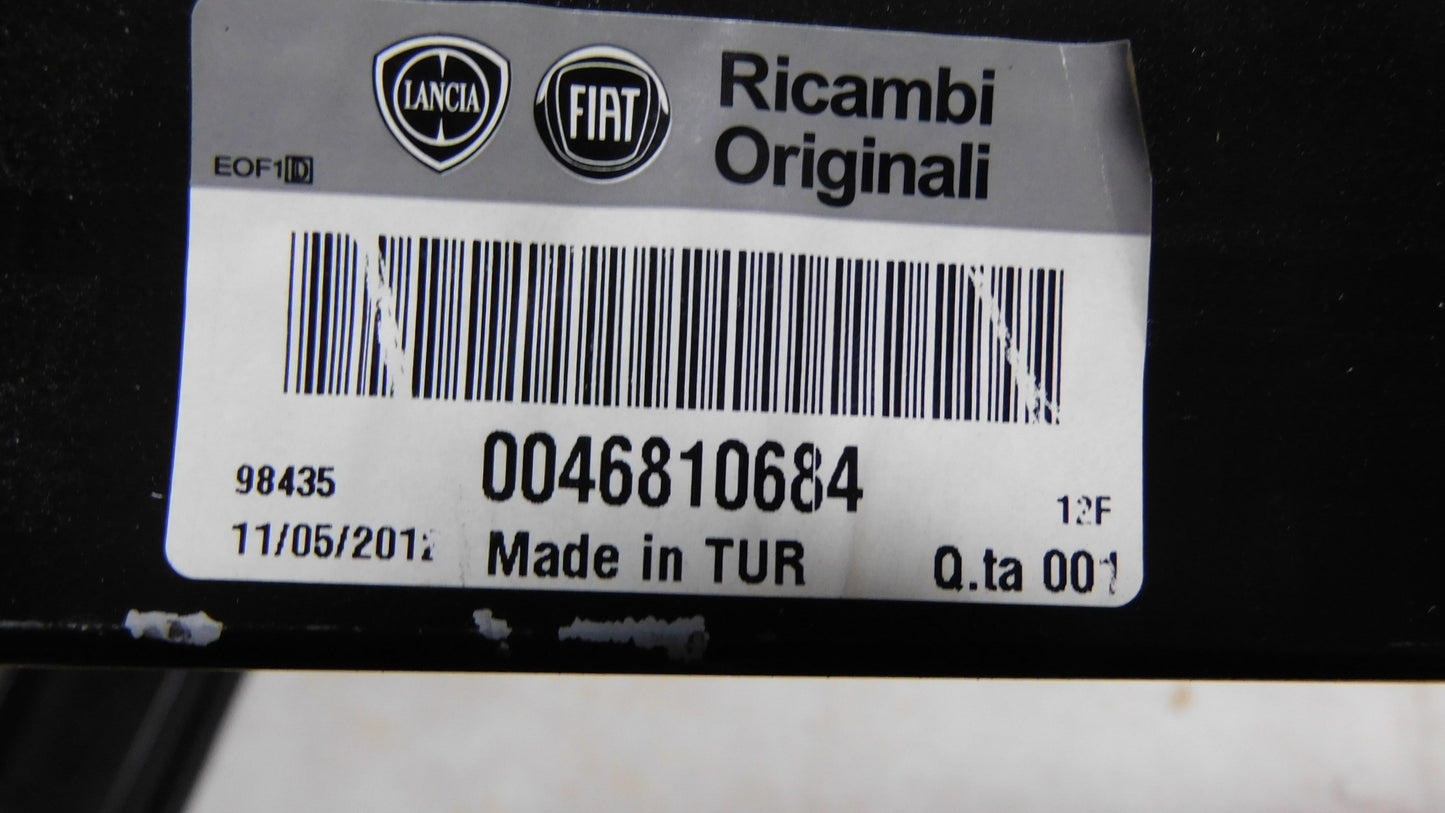 LANCIA
FIAT
Ricambi
Originali
EOF1D
0046810684
98435
12F
11/05/2012
Made in TUR
Q.ta 001